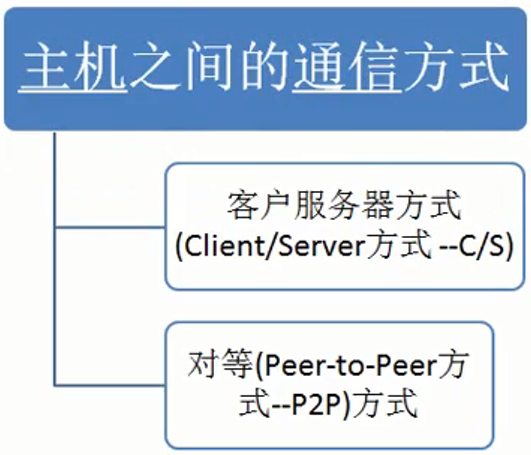 主机之间的通信方式
客户服务器方式
(Client/Server方式 --C/S)
对等(Peer-to-Peer方
式--P2P)方式